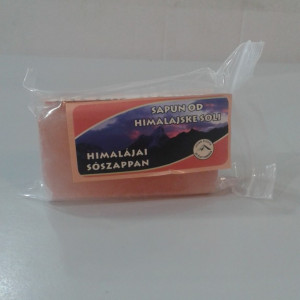 SAPUN OD
HIMALAJSKE SOLI
HIMALÁJAI
SÓSZAPPAN